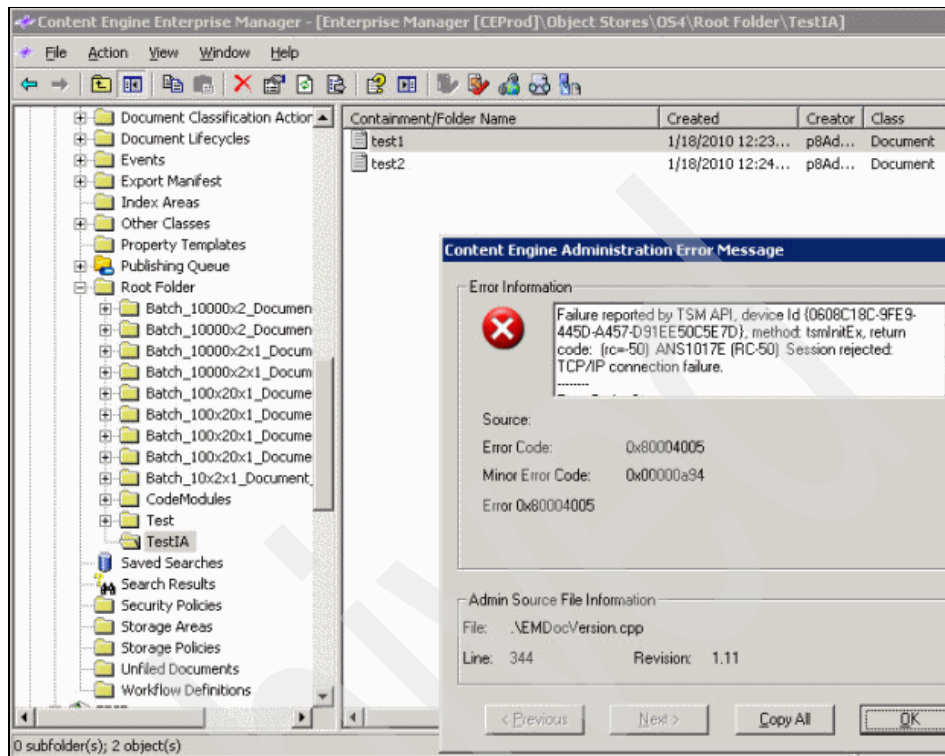 Content Engine Enterprise Manager - [Enterprise Manager [CEProd]\Object Stores\OS4\Root Folder\TestIA]
File Action View Window Help
Document Classification Action
Document Lifecycles
Events
Export Manifest
Index Areas
Other Classes
Property Templates
Publishing Queue
Root Folder
Batch_10000x2_Documen
Batch_10000x2_Documen
Batch_10000x2x1_Docum
Batch_10000x2x1_Docum
Batch_100x20x1_Docume
Batch_100x20x1_Docume
Batch_100x20x1_Docume
Batch_100x20x1_Docume
Batch_10x2x1_Document_
CodeModules
Test
TestIA
Saved Searches
Search Results
Security Policies
Storage Areas
Storage Policies
Unfiled Documents
Workflow Definitions
0 subfolder(s); 2 object(s)
Containment/Folder Name Created Creator Class
test1 1/18/2010 12:23... p8Ad... Document
test2 1/18/2010 12:24... p8Ad... Document
Content Engine Administration Error Message
Error Information
Failure reported by TSM API, device Id {0608C18C-9FE9-
445D-A457-D91EE50C5E7D}, method: tsmInitEx, return
code: (rc=-50) ANS1017E (RC-50) Session rejected:
TCP/IP connection failure.
--------
Source:
Error Code: 0x80004005
Minor Error Code: 0x00000a94
Error 0x80004005
Admin Source File Information
File: .\EMDocVersion.cpp
Line: 344 Revision: 1.11
< Previous Next > Copy All OK